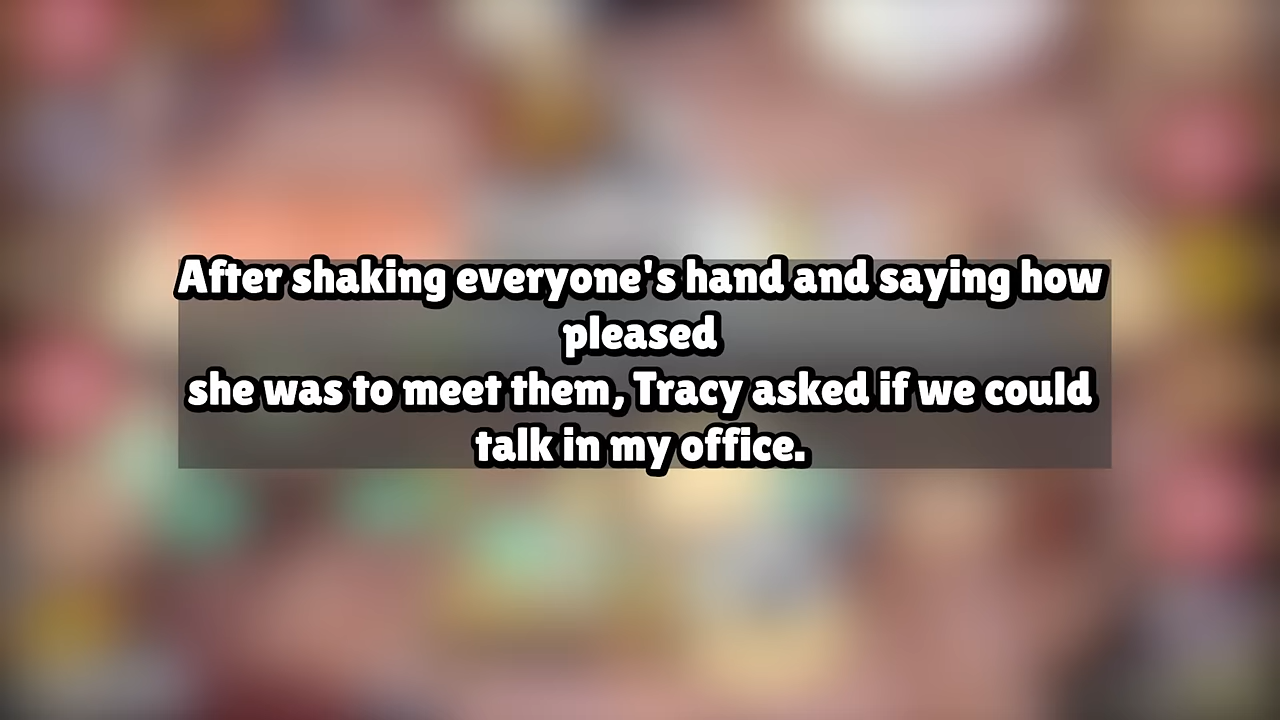 After shaking everyone's hand and saying how
pleased
she was to meet them, Tracy asked if we could
talk in my office.